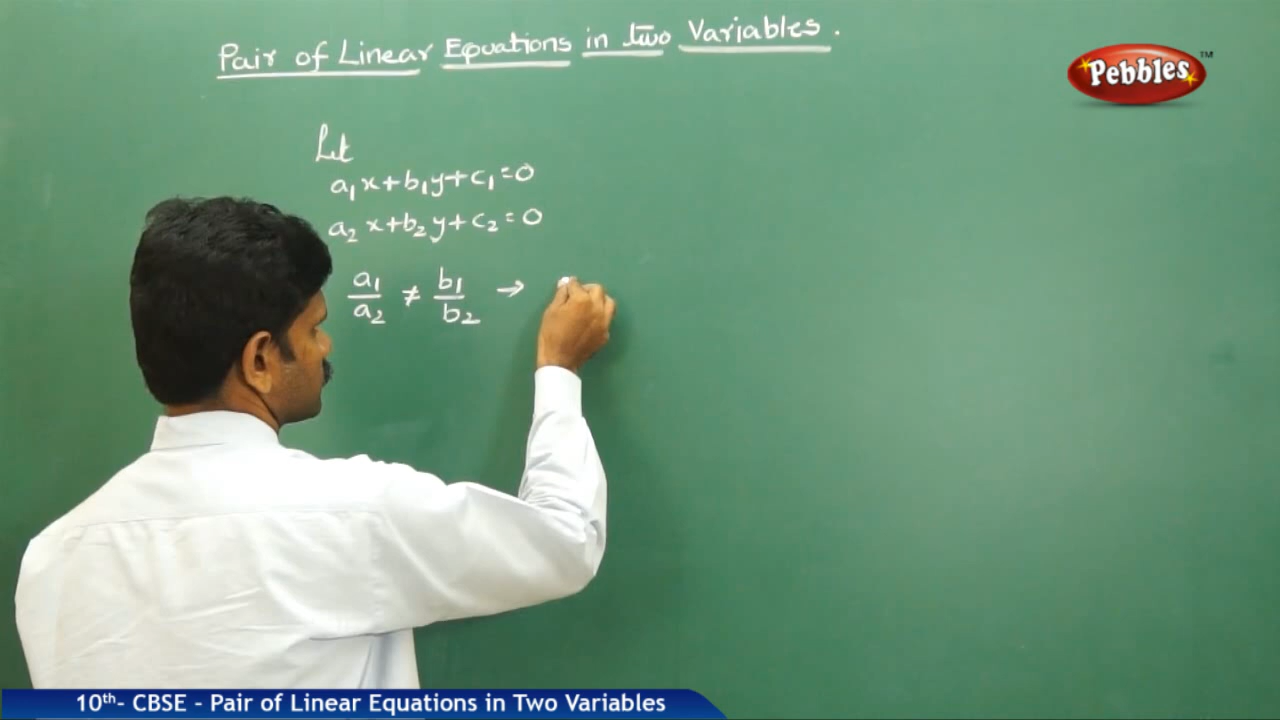 Pair of Linear Equations in two Variables.
Pebbles™
Let
a₁x+b₁y+c₁=0
a₂x+b₂y+c₂=0
a₁/a₂ ≠ b₁/b₂ →
10ᵗʰ- CBSE - Pair of Linear Equations in Two Variables